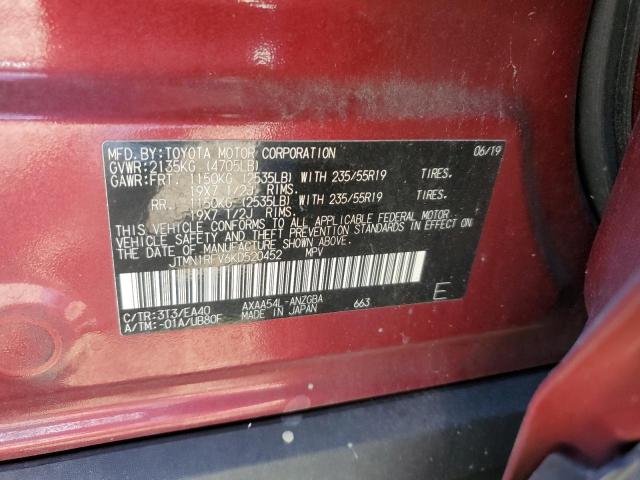 MFD. BY: TOYOTA MOTOR CORPORATION 06/19
GVWR: 2135KG (4705LB)
GAWR: FRT. 1150KG (2535LB) WITH 235/55R19 TIRES.
19X7 1/2J RIMS.
RR. 1150KG (2535LB) WITH 235/55R19 TIRES.
19X7 1/2J RIMS.
THIS VEHICLE CONFORMS TO ALL APPLICABLE FEDERAL MOTOR
VEHICLE SAFETY AND THEFT PREVENTION STANDARDS IN EFFECT ON
THE DATE OF MANUFACTURE SHOWN ABOVE.
JTMN1RFV6KD520452 MPV
C/TR: 3T3/EA40 AXAA54L-ANZGBA 663 E
A/TM: -01A/UB80F MADE IN JAPAN